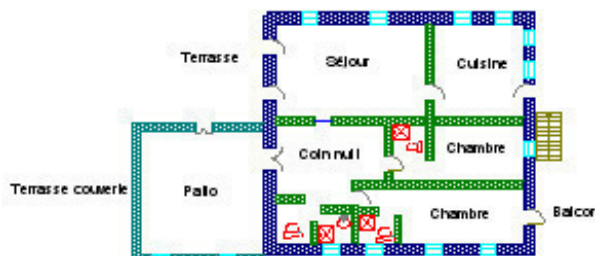 Terrasse
Séjour
Cuisine
Coin nuit
Chambre
Terrasse couverte
Patio
Chambre
Balcon